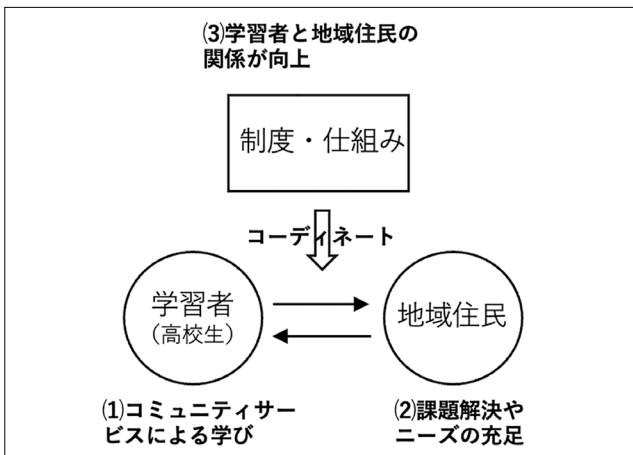 ⑶学習者と地域住民の
関係が向上
制度・仕組み
コーディネート
学習者
(高校生)
地域住民
⑴コミュニティサー
ビスによる学び
⑵課題解決や
ニーズの充足